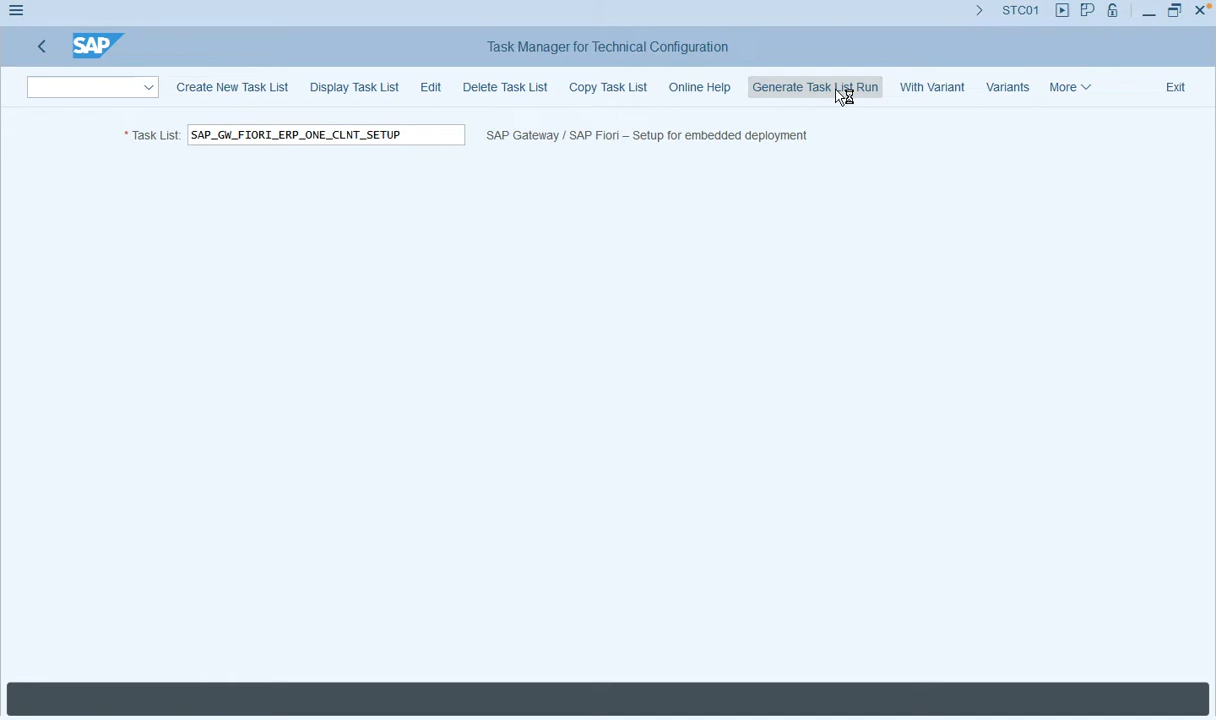 STC01
SAP
Task Manager for Technical Configuration
Create New Task List Display Task List Edit Delete Task List Copy Task List Online Help Generate Task List Run With Variant Variants More Exit
* Task List: SAP_GW_FIORI_ERP_ONE_CLNT_SETUP SAP Gateway / SAP Fiori – Setup for embedded deployment